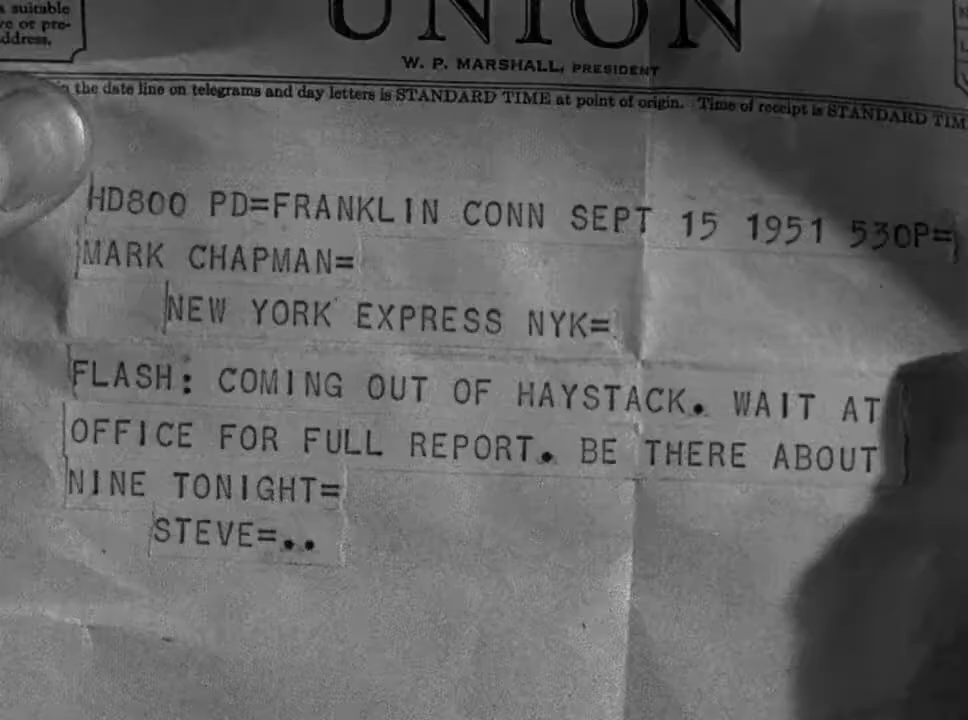 a suitable
ve or pre-
ddress.
UNION
W. P. MARSHALL, PRESIDENT
the date line on telegrams and day letters is STANDARD TIME at point of origin. Time of receipt is STANDARD TIM
HD800 PD=FRANKLIN CONN SEPT 15 1951 530P=
MARK CHAPMAN=
NEW YORK EXPRESS NYK=
FLASH: COMING OUT OF HAYSTACK. WAIT AT
OFFICE FOR FULL REPORT. BE THERE ABOUT
NINE TONIGHT=
STEVE=..